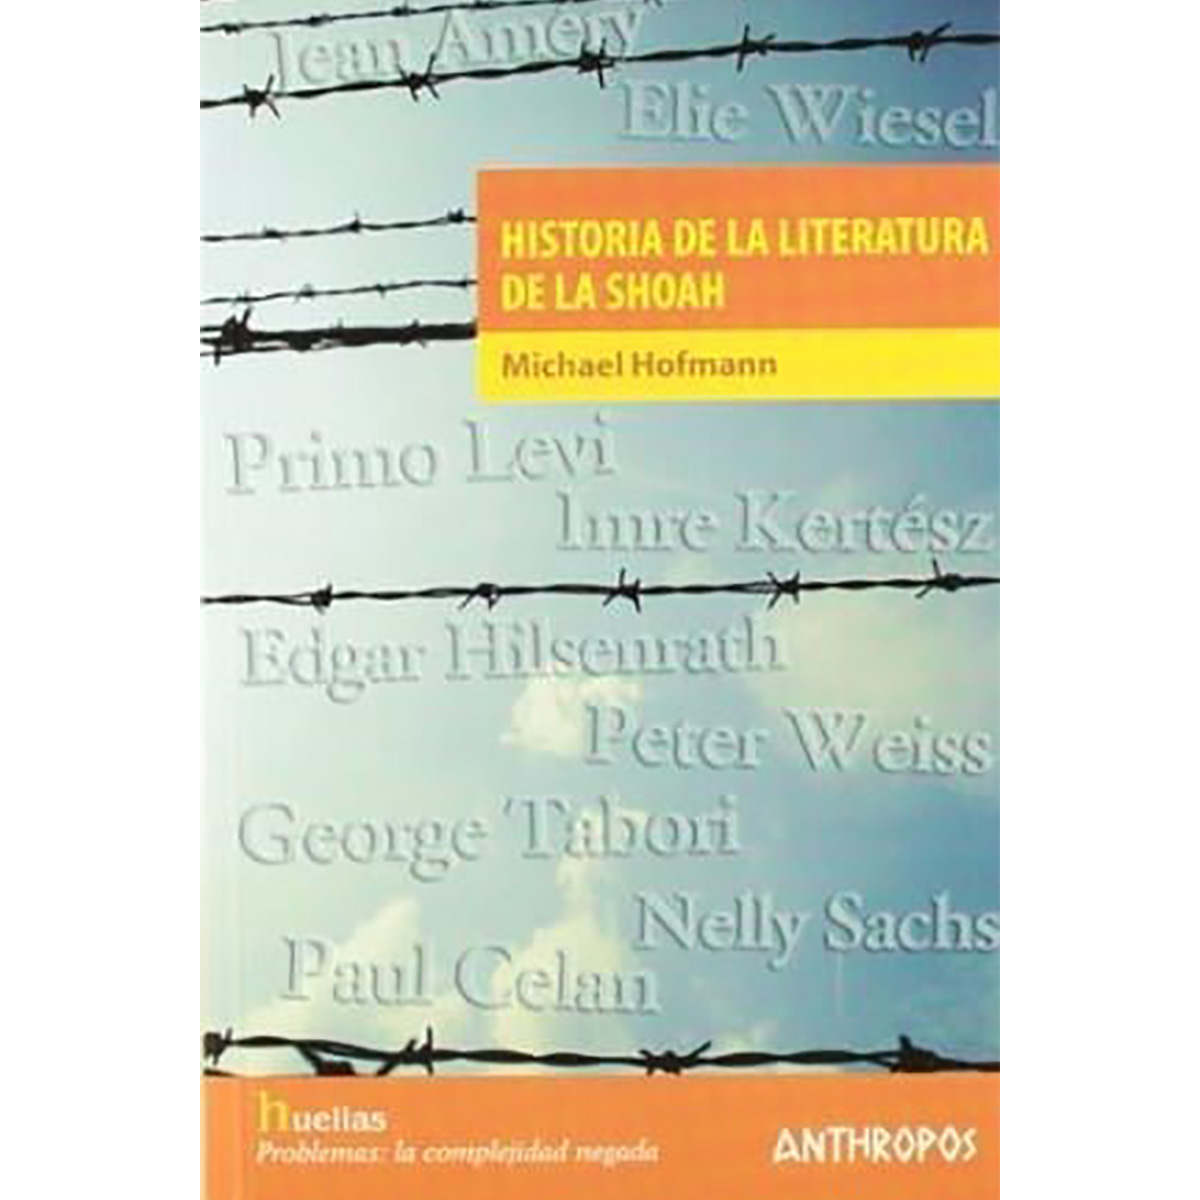 Jean Améry
Elie Wiesel
HISTORIA DE LA LITERATURA
DE LA SHOAH
Michael Hofmann
Primo Levi
Imre Kertész
Edgar Hilsenrath
Peter Weiss
George Tabori
Nelly Sachs
Paul Celan
huellas
Problemas: la complejidad negada
ANTHROPOS